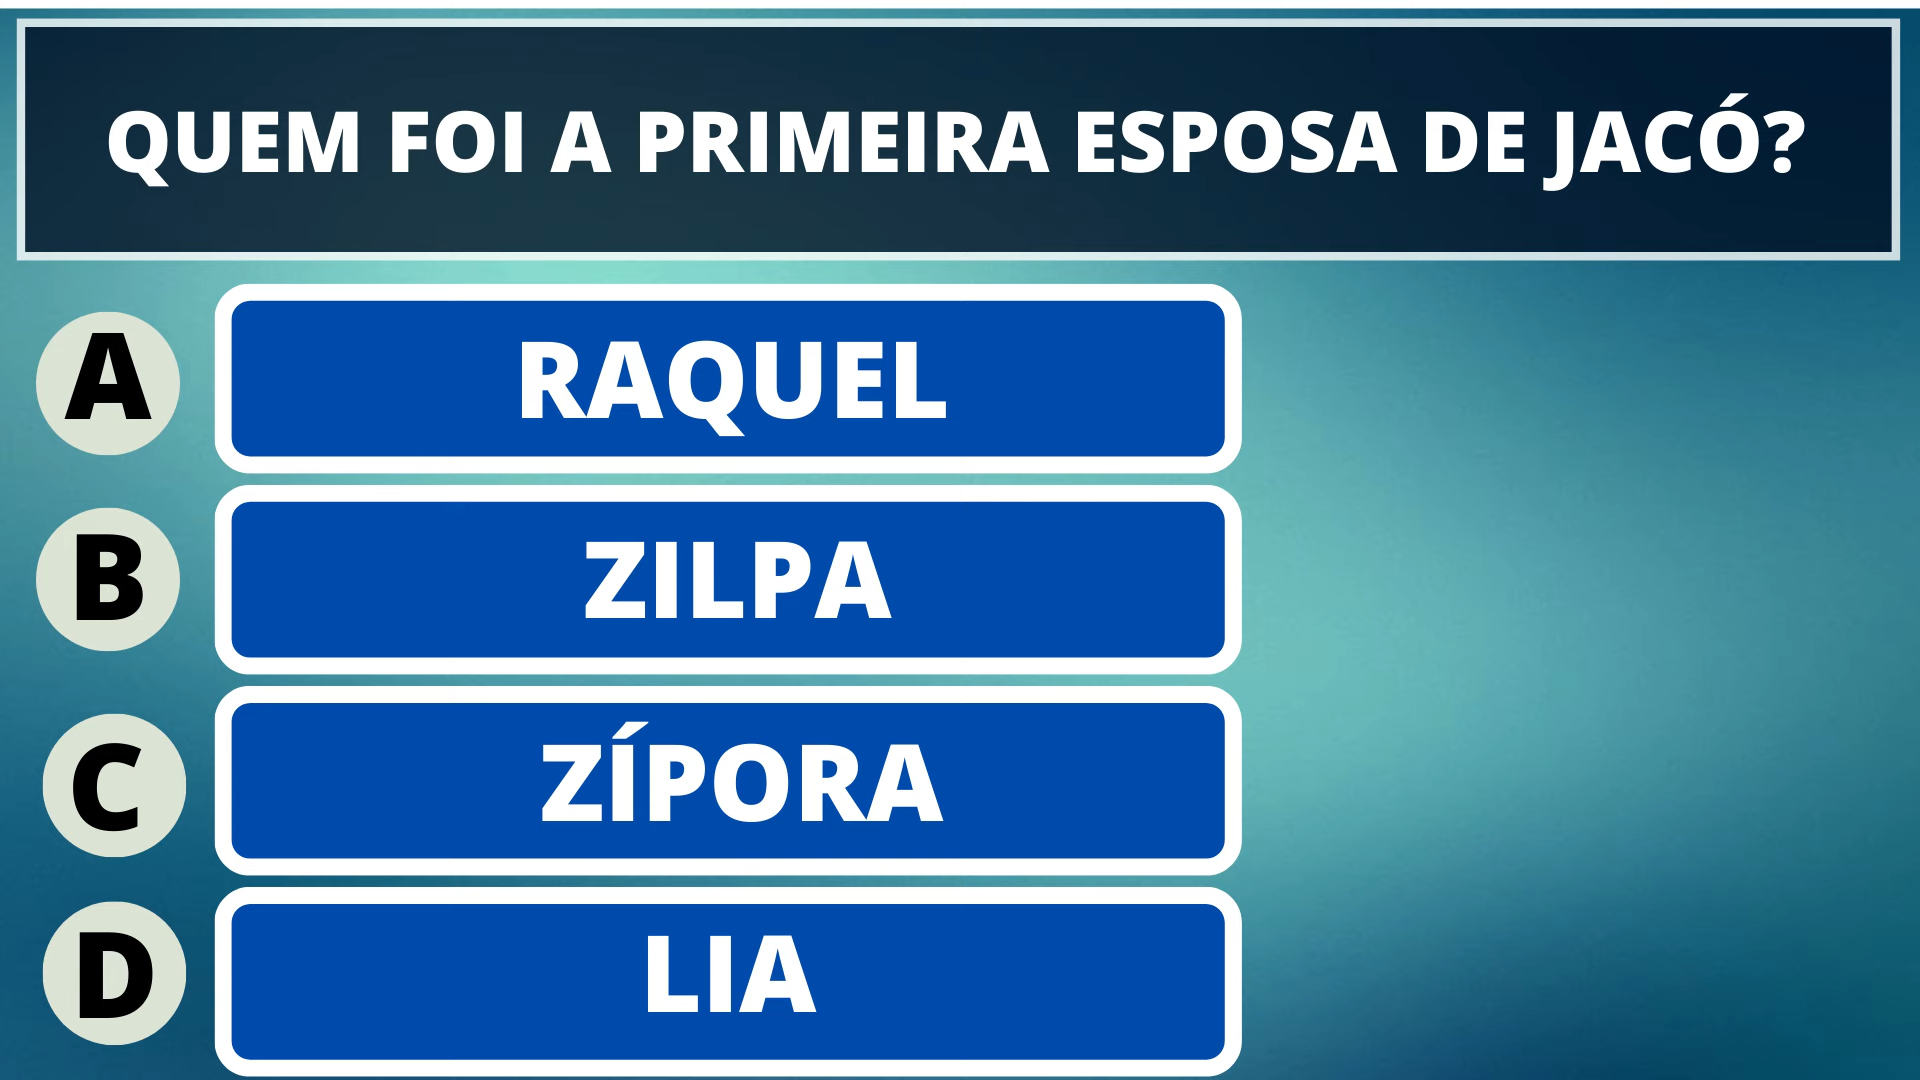 QUEM FOI A PRIMEIRA ESPOSA DE JACÓ?
A RAQUEL
B ZILPA
C ZÍPORA
D LIA